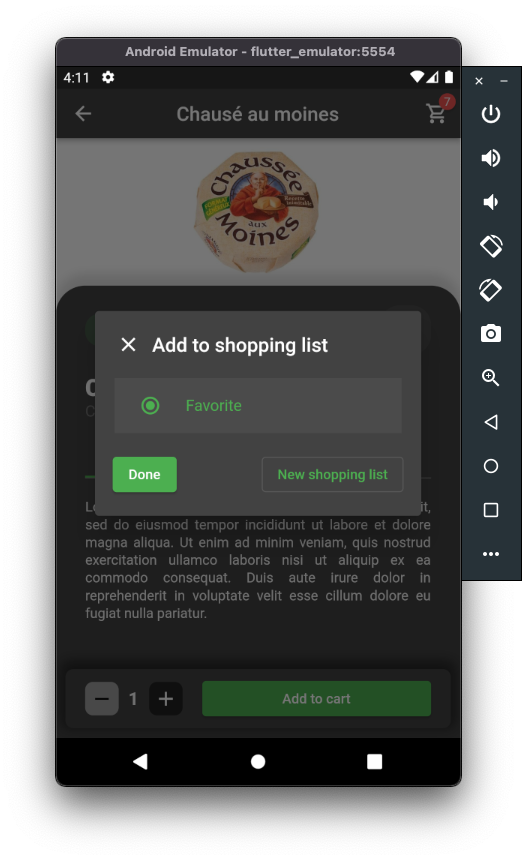 Android Emulator - flutter_emulator:5554
4:11
Chausé au moines
7
Chaussée
aux
Moines
Add to shopping list
Favorite
Done
New shopping list
sed do eiusmod tempor incididunt ut labore et dolore
magna aliqua. Ut enim ad minim veniam, quis nostrud
exercitation ullamco laboris nisi ut aliquip ex ea
commodo consequat. Duis aute irure dolor in
reprehenderit in voluptate velit esse cillum dolore eu
fugiat nulla pariatur.
1
Add to cart